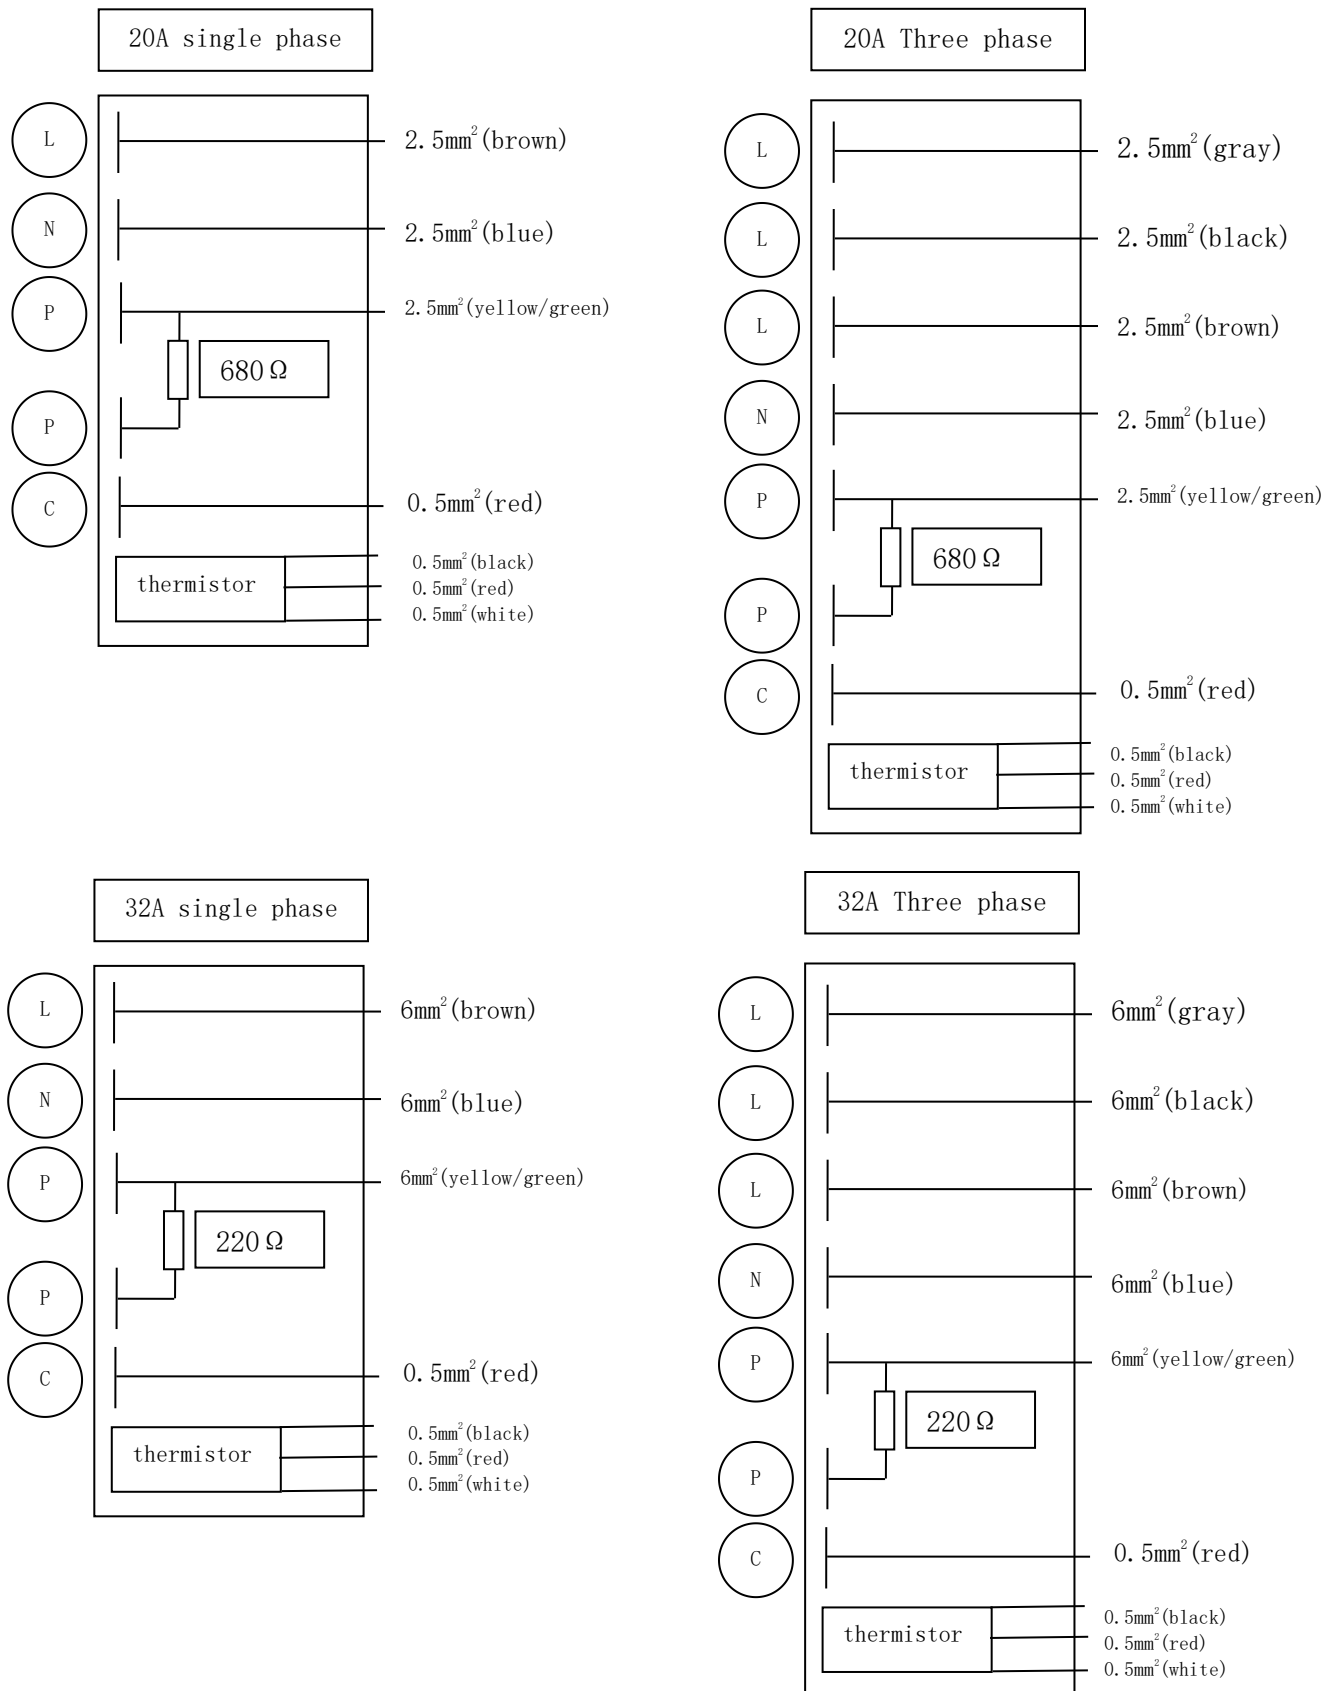 20A single phase
L
2.5mm²(brown)
N
2.5mm²(blue)
P
2.5mm²(yellow/green)
680Ω
P
C
0.5mm²(red)
thermistor
0.5mm²(black)
0.5mm²(red)
0.5mm²(white)
20A Three phase
L
2.5mm²(gray)
L
2.5mm²(black)
L
2.5mm²(brown)
N
2.5mm²(blue)
P
2.5mm²(yellow/green)
680Ω
P
C
0.5mm²(red)
thermistor
0.5mm²(black)
0.5mm²(red)
0.5mm²(white)
32A single phase
L
6mm²(brown)
N
6mm²(blue)
P
6mm²(yellow/green)
220Ω
P
C
0.5mm²(red)
thermistor
0.5mm²(black)
0.5mm²(red)
0.5mm²(white)
32A Three phase
L
6mm²(gray)
L
6mm²(black)
L
6mm²(brown)
N
6mm²(blue)
P
6mm²(yellow/green)
220Ω
P
C
0.5mm²(red)
thermistor
0.5mm²(black)
0.5mm²(red)
0.5mm²(white)